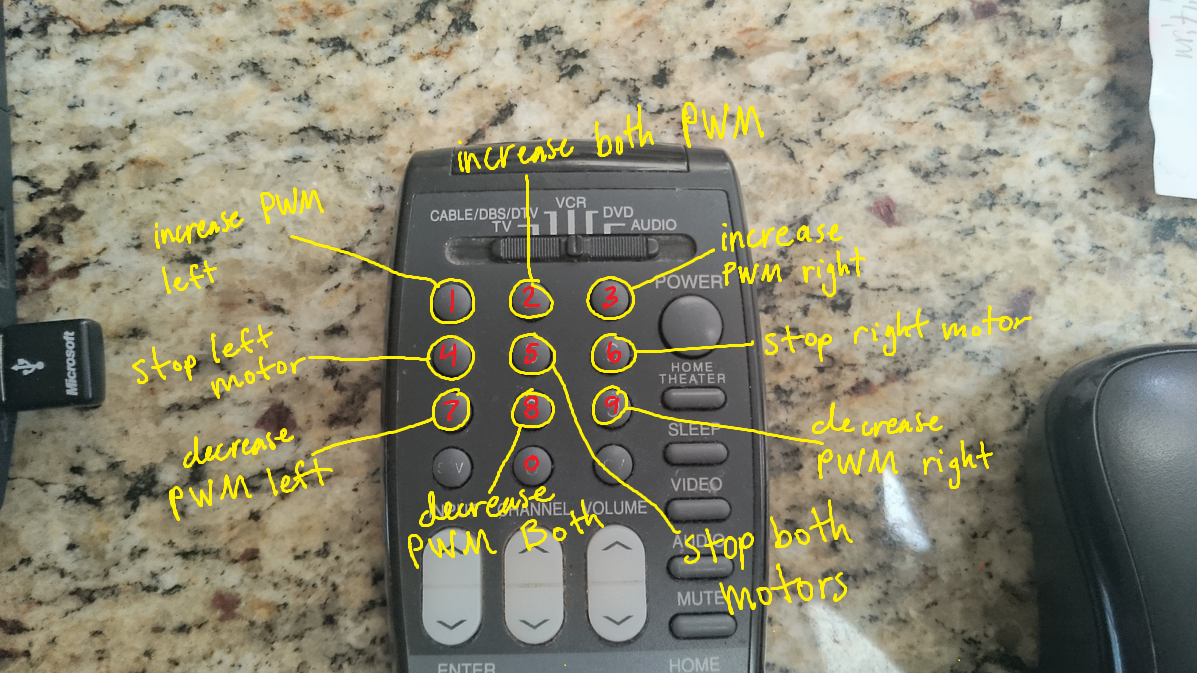 increase both PWM
increase PWM
left
CABLE/DBS/DTV
VCR
DVD
TV
AUDIO
increase
PWM right
POWER
1
2
3
stop left
motor
4
5
6
stop right motor
HOME
THEATER
Microsoft
7
8
9
decrease
PWM left
decrease
PWM right
SLEEP
0
VIDEO
decrease
PWM Both
CHANNEL
VOLUME
AUDIO
stop both
motors
MUTE
ENTER
HOME